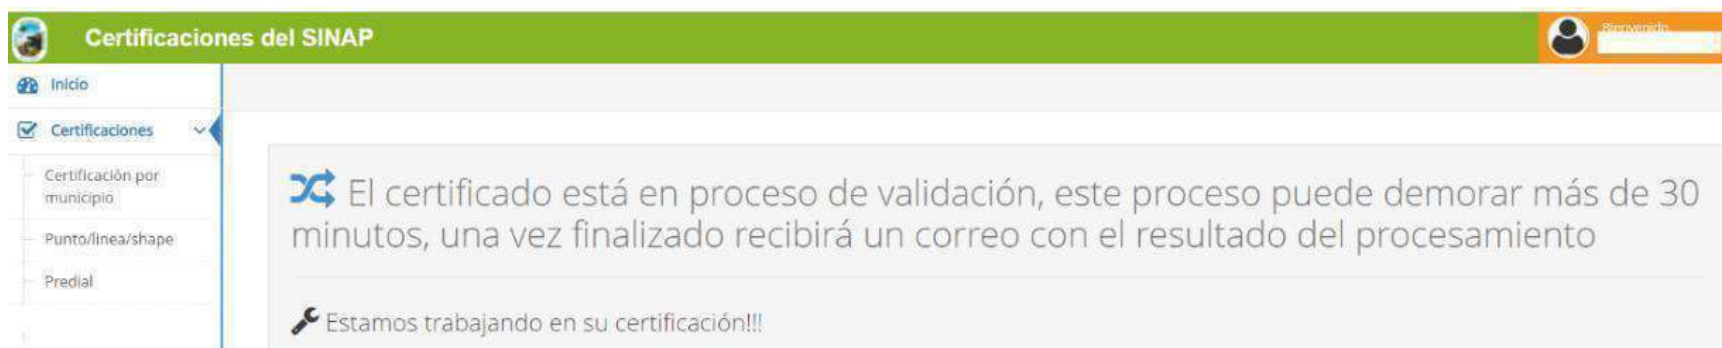 Certificaciones del SINAP
Bienvenido
Inicio
Certificaciones
Certificación por
municipio
Punto/linea/shape
Predial
El certificado está en proceso de validación, este proceso puede demorar más de 30
minutos, una vez finalizado recibirá un correo con el resultado del procesamiento
Estamos trabajando en su certificación!!!